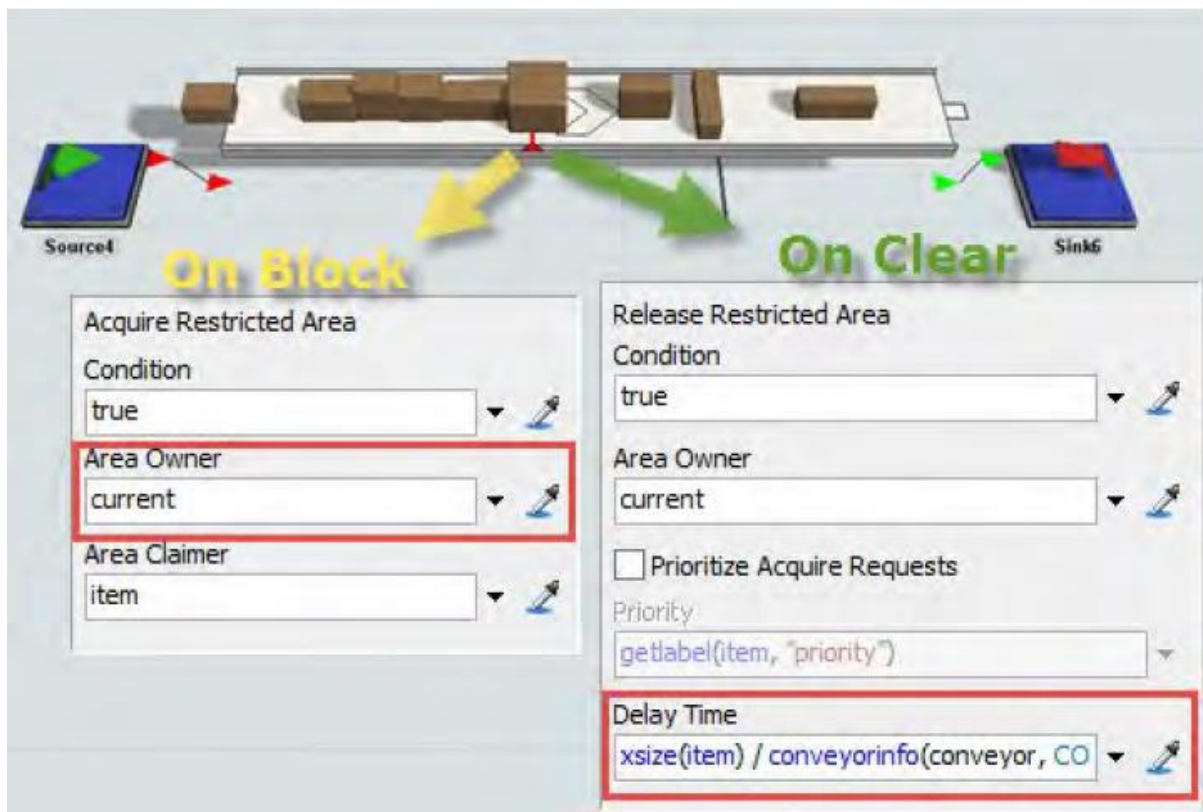 Source4
Sink6
On Block
On Clear
Acquire Restricted Area
Condition
true
Area Owner
current
Area Claimer
item
Release Restricted Area
Condition
true
Area Owner
current
Prioritize Acquire Requests
Priority
getlabel(item, "priority")
Delay Time
xsize(item) / conveyorinfo(conveyor, CO